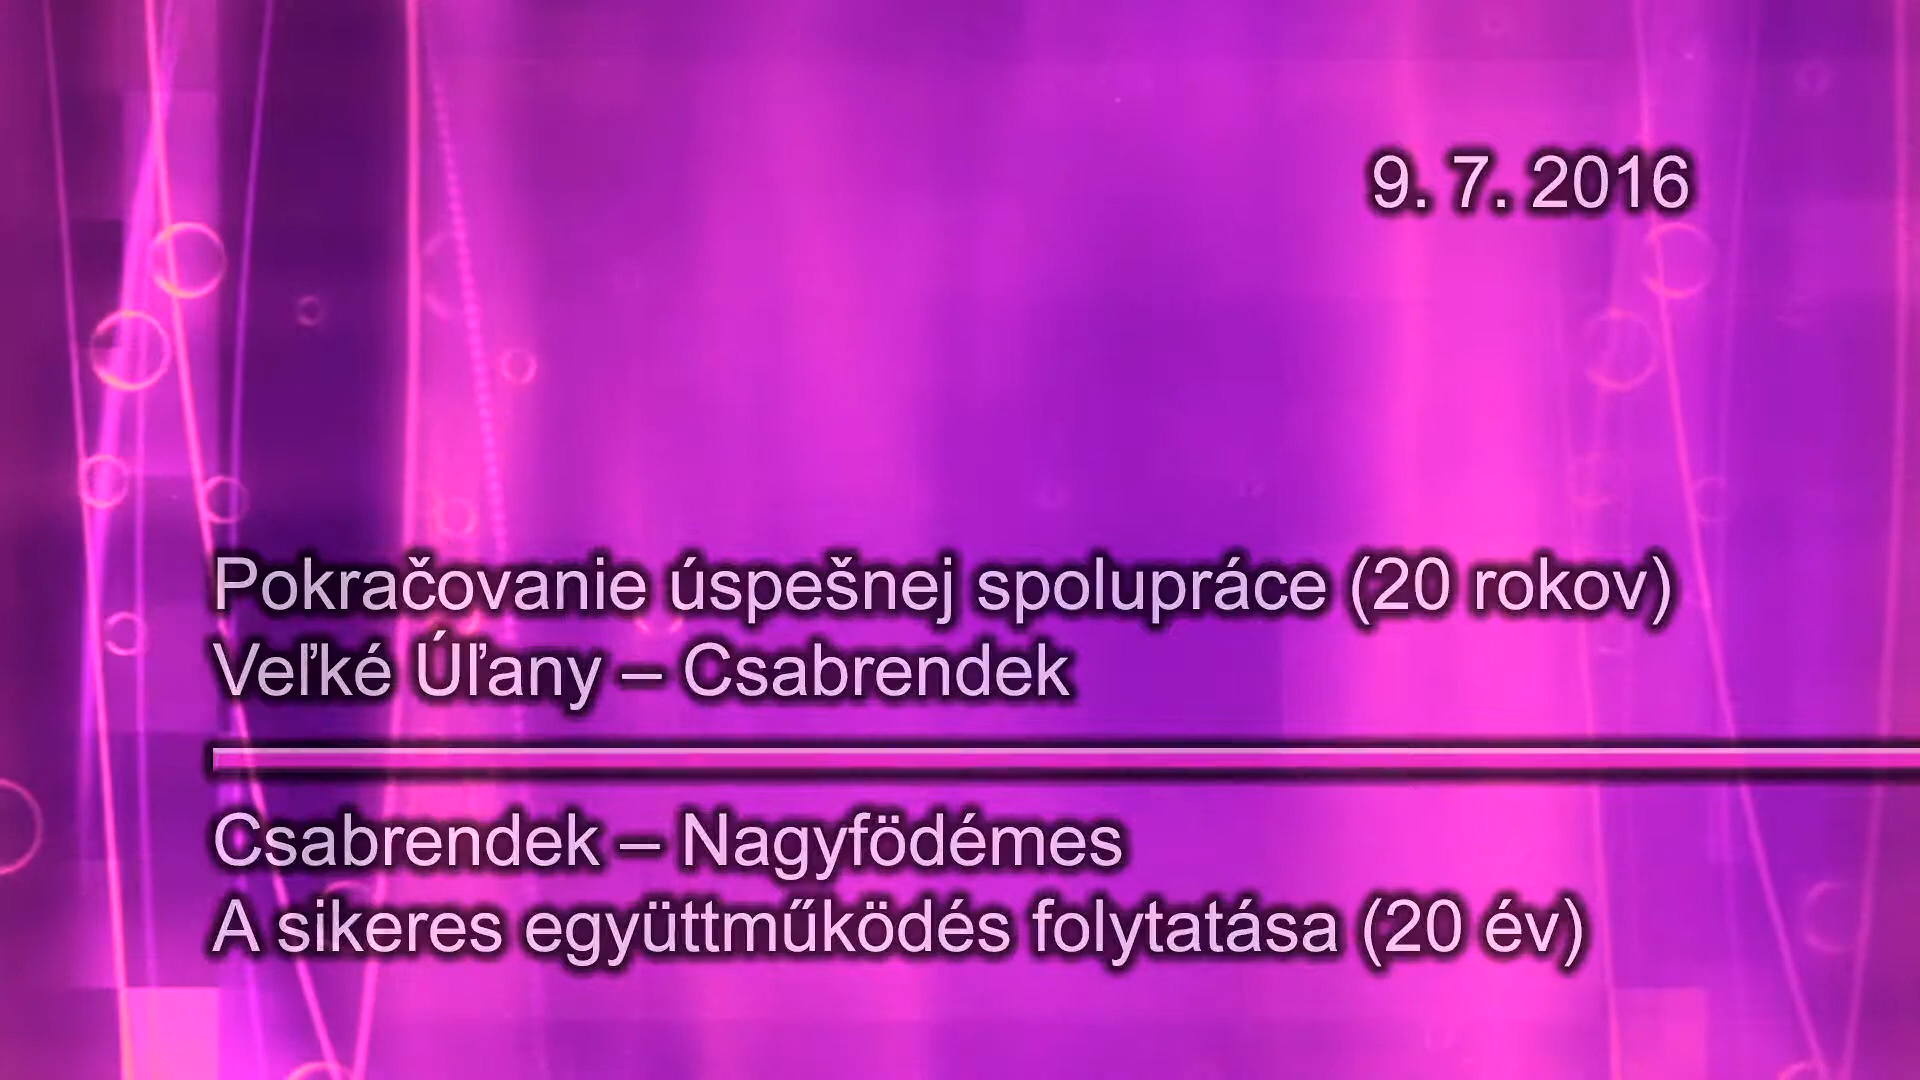 9. 7. 2016
Pokračovanie úspešnej spolupráce (20 rokov)
Veľké Úľany – Csabrendek
Csabrendek – Nagyfödémes
A sikeres együttműködés folytatása (20 év)